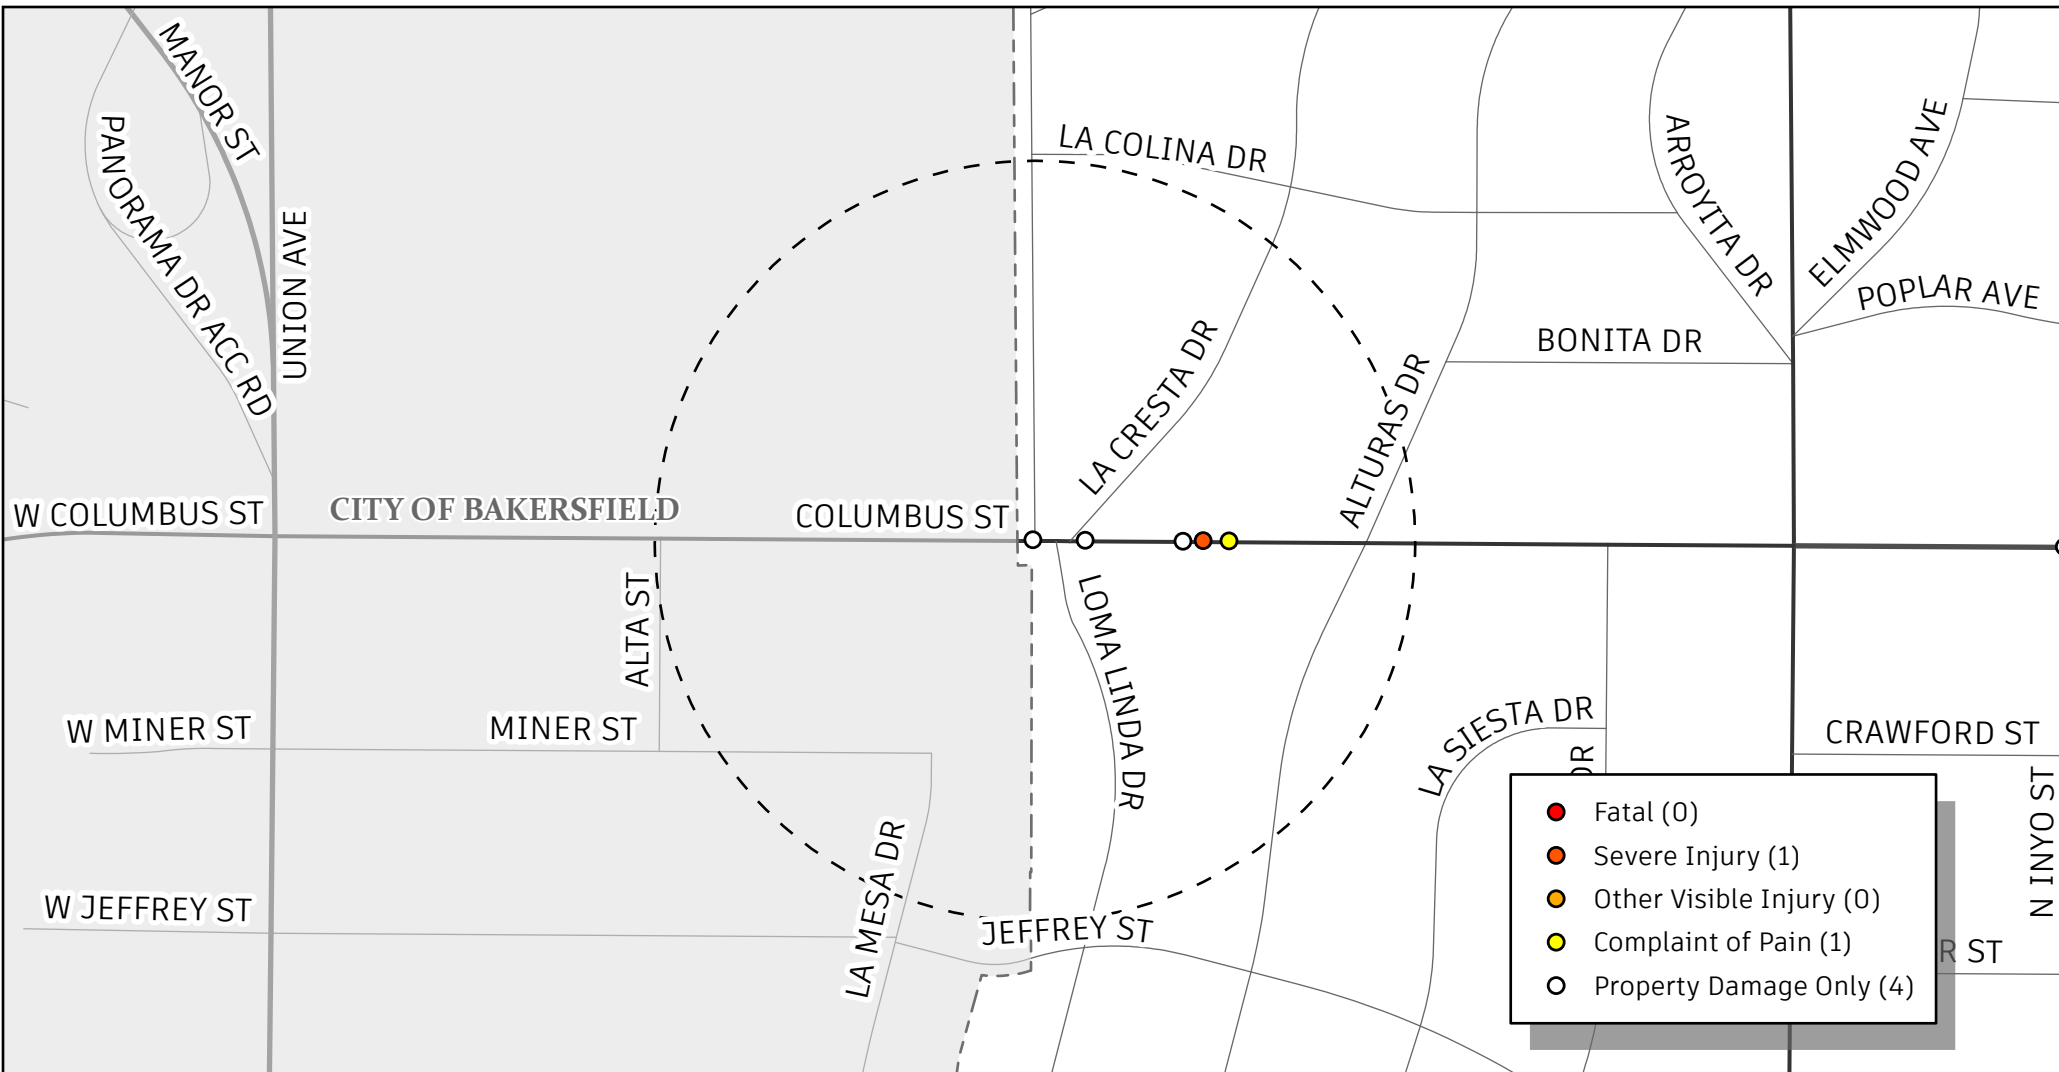 MANOR ST
PANORAMA DR ACC RD
UNION AVE
LA COLINA DR
ARROYITA DR
ELMWOOD AVE
POPLAR AVE
BONITA DR
LA CRESTA DR
ALTURAS DR
W COLUMBUS ST
CITY OF BAKERSFIELD
COLUMBUS ST
ALTA ST
LOMA LINDA DR
W MINER ST
MINER ST
LA SIESTA DR
DR
CRAWFORD ST
N INYO ST
LA MESA DR
W JEFFREY ST
JEFFREY ST
R ST
Fatal (0)
Severe Injury (1)
Other Visible Injury (0)
Complaint of Pain (1)
Property Damage Only (4)